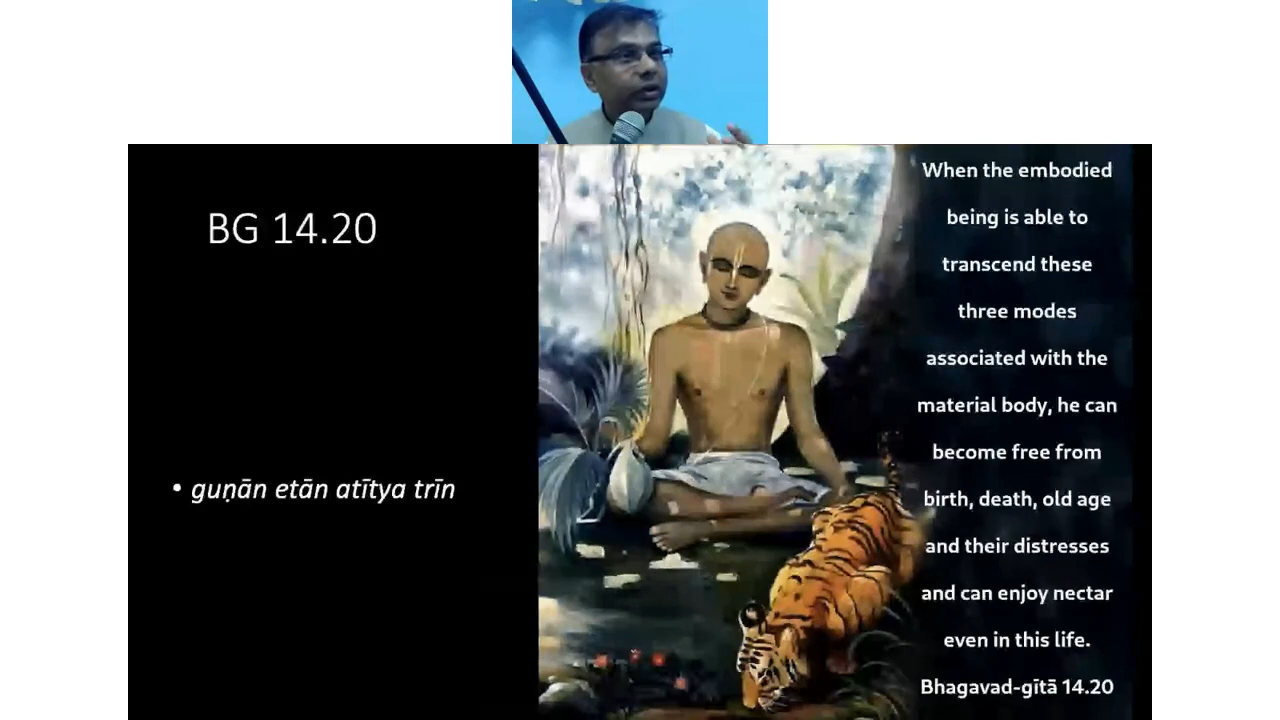 BG 14.20
• guṇān etān atītya trīn
When the embodied
being is able to
transcend these
three modes
associated with the
material body, he can
become free from
birth, death, old age
and their distresses
and can enjoy nectar
even in this life.
Bhagavad-gītā 14.20